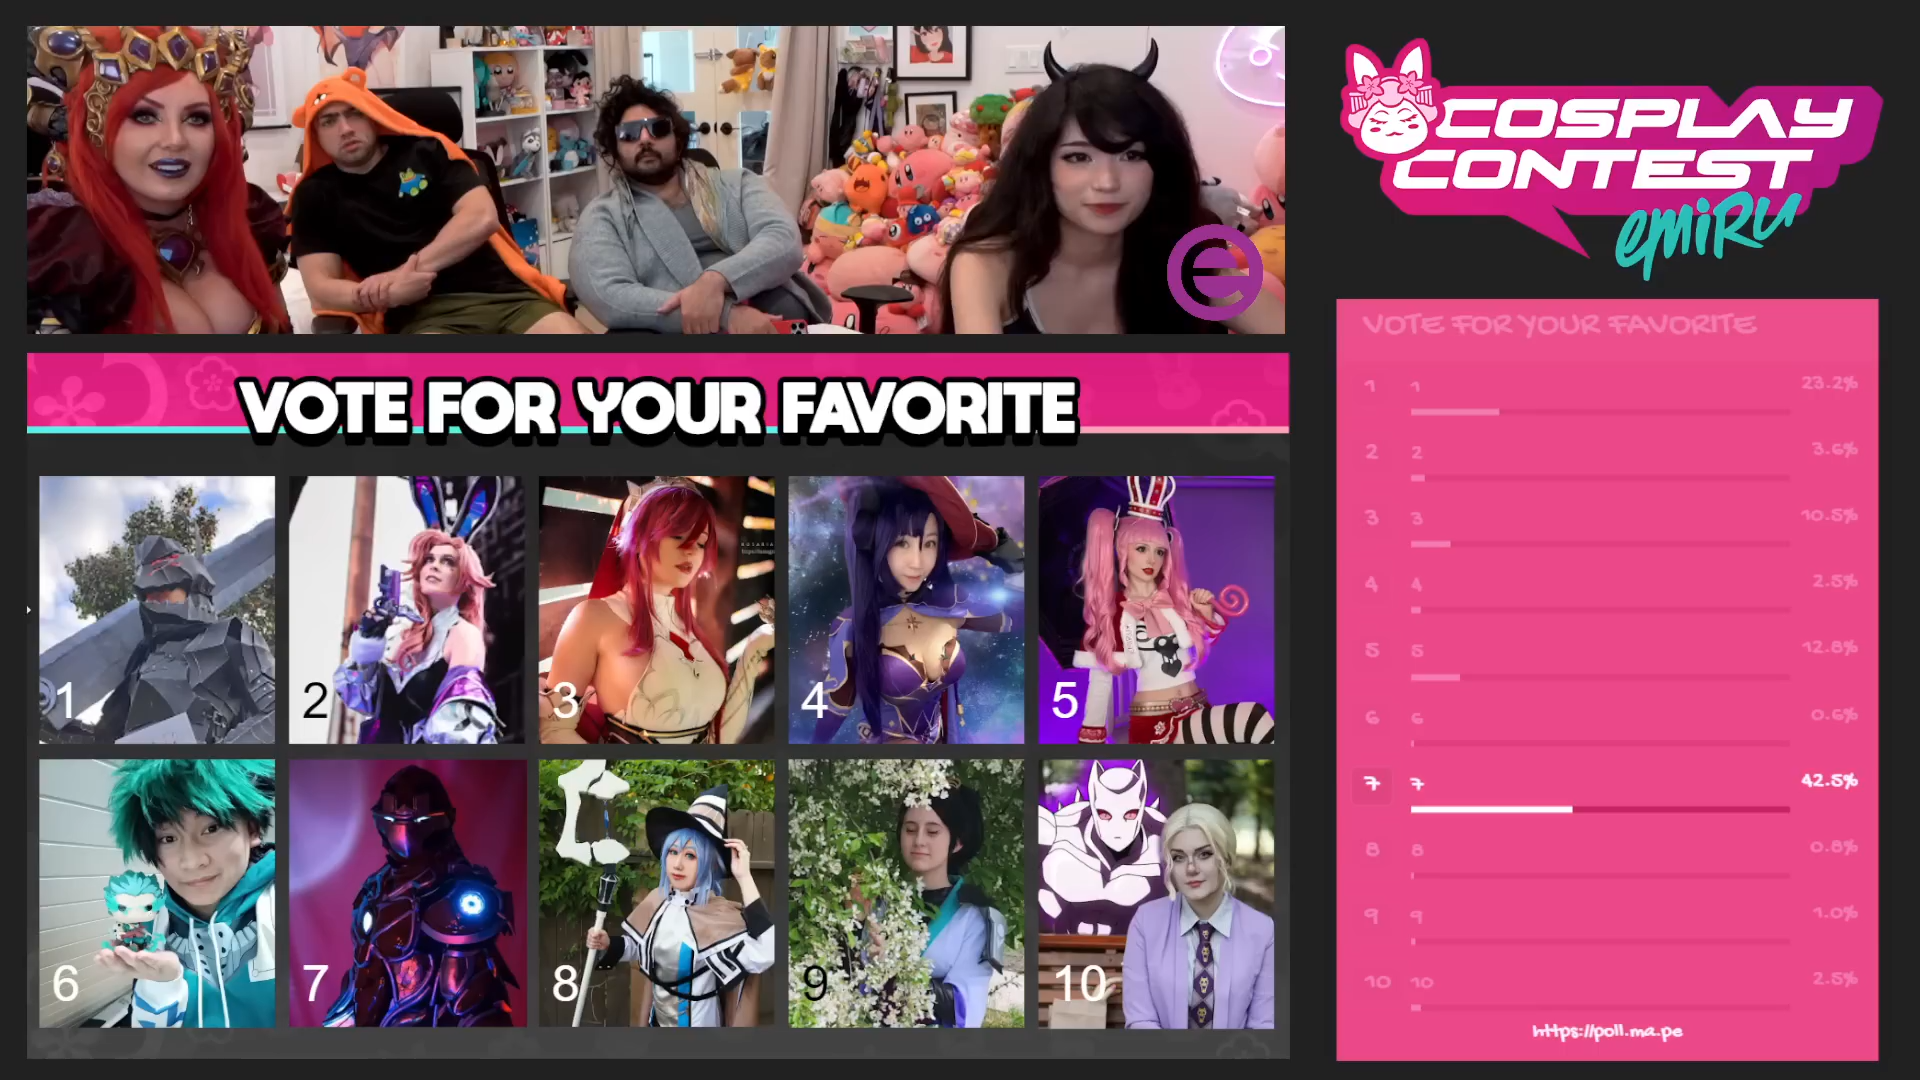 COSPLAY
CONTEST
emiru
e
VOTE FOR YOUR FAVORITE
1
2
3
4
5
6
7
8
9
10
VOTE FOR YOUR FAVORITE
1 1 23.2%
2 2 3.6%
3 3 10.5%
4 4 2.5%
5 5 12.8%
6 6 0.6%
7 7 42.5%
8 8 0.8%
9 9 1.0%
10 10 2.5%
https://poll.ma.pe